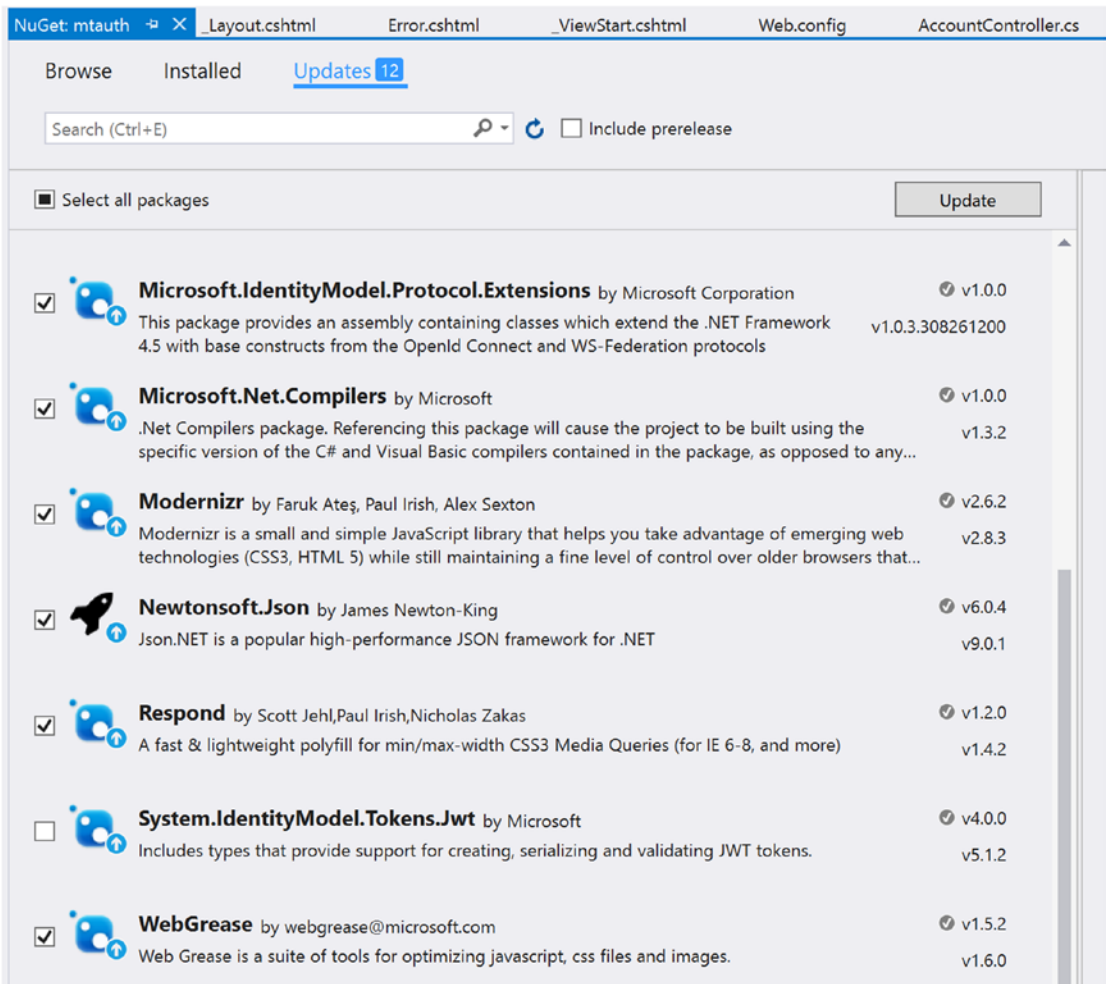 NuGet: mtauth _Layout.cshtml Error.cshtml _ViewStart.cshtml Web.config AccountController.cs
Browse Installed Updates 12
Search (Ctrl+E) Include prerelease
Select all packages Update
Microsoft.IdentityModel.Protocol.Extensions by Microsoft Corporation v1.0.0
This package provides an assembly containing classes which extend the .NET Framework v1.0.3.308261200
4.5 with base constructs from the OpenId Connect and WS-Federation protocols
Microsoft.Net.Compilers by Microsoft v1.0.0
.Net Compilers package. Referencing this package will cause the project to be built using the v1.3.2
specific version of the C# and Visual Basic compilers contained in the package, as opposed to any...
Modernizr by Faruk Ateş, Paul Irish, Alex Sexton v2.6.2
Modernizr is a small and simple JavaScript library that helps you take advantage of emerging web v2.8.3
technologies (CSS3, HTML 5) while still maintaining a fine level of control over older browsers that...
Newtonsoft.Json by James Newton-King v6.0.4
Json.NET is a popular high-performance JSON framework for .NET v9.0.1
Respond by Scott Jehl,Paul Irish,Nicholas Zakas v1.2.0
A fast & lightweight polyfill for min/max-width CSS3 Media Queries (for IE 6-8, and more) v1.4.2
System.IdentityModel.Tokens.Jwt by Microsoft v4.0.0
Includes types that provide support for creating, serializing and validating JWT tokens. v5.1.2
WebGrease by webgrease@microsoft.com v1.5.2
Web Grease is a suite of tools for optimizing javascript, css files and images. v1.6.0